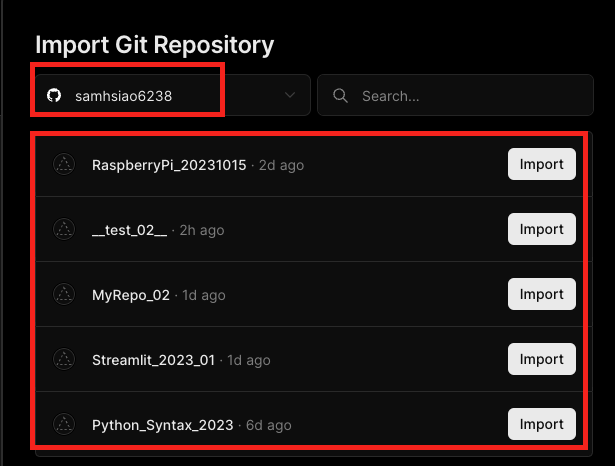 Import Git Repository
samhsiao6238 Search...
RaspberryPi_20231015 · 2d ago Import
__test_02__ · 2h ago Import
MyRepo_02 · 1d ago Import
Streamlit_2023_01 · 1d ago Import
Python_Syntax_2023 · 6d ago Import